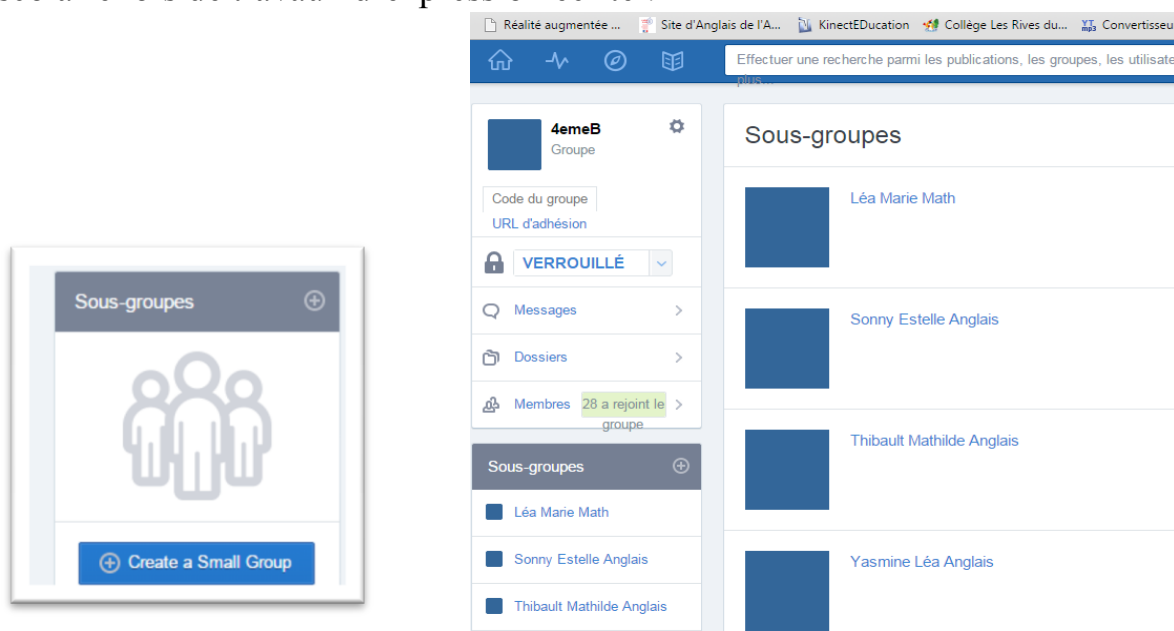 Réalité augmentée ... Site d'Anglais de l'A... KinectEDucation Collège Les Rives du... Convertisseu
Effectuer une recherche parmi les publications, les groupes, les utilisate
plus...
4emeB
Groupe
Code du groupe
URL d'adhésion
VERROUILLÉ
Messages
Dossiers
Membres 28 a rejoint le
groupe
Sous-groupes
Léa Marie Math
Sonny Estelle Anglais
Thibault Mathilde Anglais
Sous-groupes
Léa Marie Math
Sonny Estelle Anglais
Thibault Mathilde Anglais
Yasmine Léa Anglais
Sous-groupes
Create a Small Group